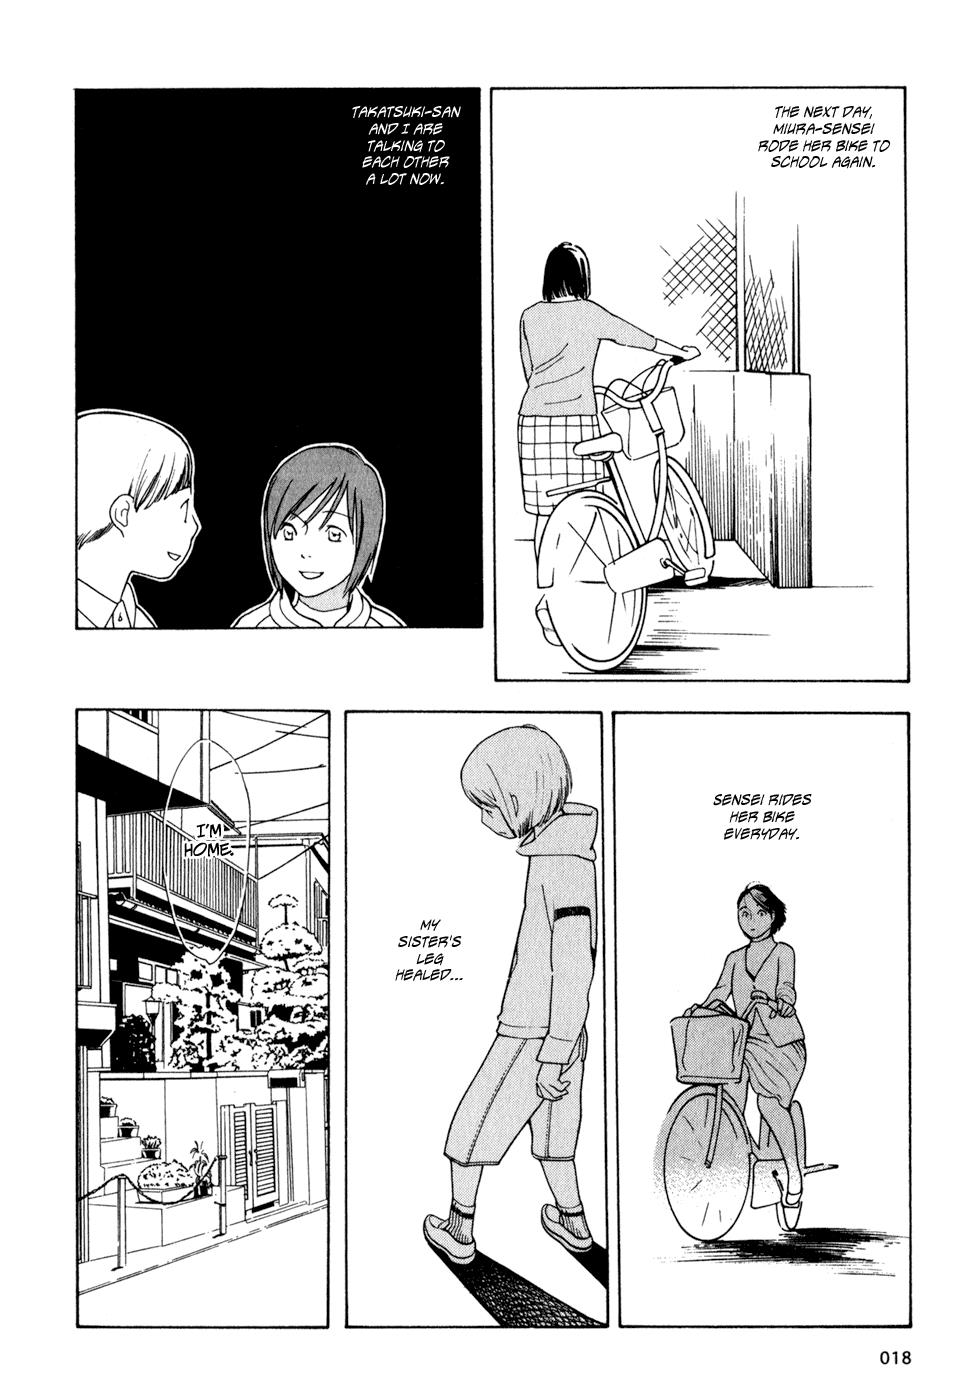 THE NEXT DAY,
MIURA-SENSEI
RODE HER BIKE TO
SCHOOL AGAIN.
TAKATSUKI-SAN
AND I ARE
TALKING TO
EACH OTHER
A LOT NOW.
SENSEI RIDES
HER BIKE
EVERYDAY.
MY
SISTER'S
LEG
HEALED...
I'M
HOME.
018